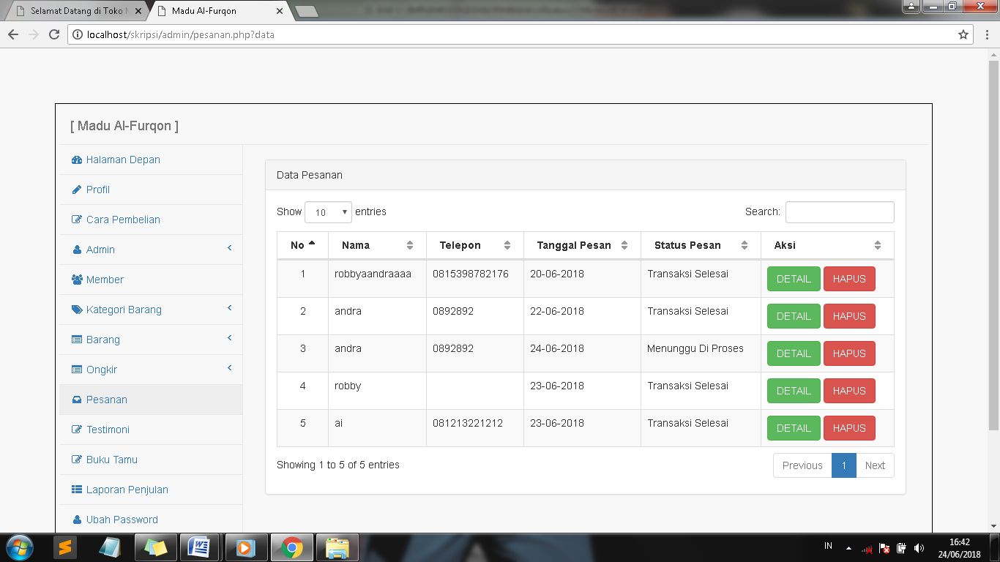 Selamat Datang di Toko
Madu Al-Furqon
localhost/skripsi/admin/pesanan.php?data
[ Madu Al-Furqon ]
Halaman Depan
Profil
Cara Pembelian
Admin
Member
Kategori Barang
Barang
Ongkir
Pesanan
Testimoni
Buku Tamu
Laporan Penjulan
Ubah Password
Data Pesanan
Show 10 entries Search:
No Nama Telepon Tanggal Pesan Status Pesan Aksi
1 robbyaandraaaa 0815398782176 20-06-2018 Transaksi Selesai DETAIL HAPUS
2 andra 0892892 22-06-2018 Transaksi Selesai DETAIL HAPUS
3 andra 0892892 24-06-2018 Menunggu Di Proses DETAIL HAPUS
4 robby 23-06-2018 Transaksi Selesai DETAIL HAPUS
5 ai 081213221212 23-06-2018 Transaksi Selesai DETAIL HAPUS
Showing 1 to 5 of 5 entries Previous 1 Next
IN 16:42
24/06/2018